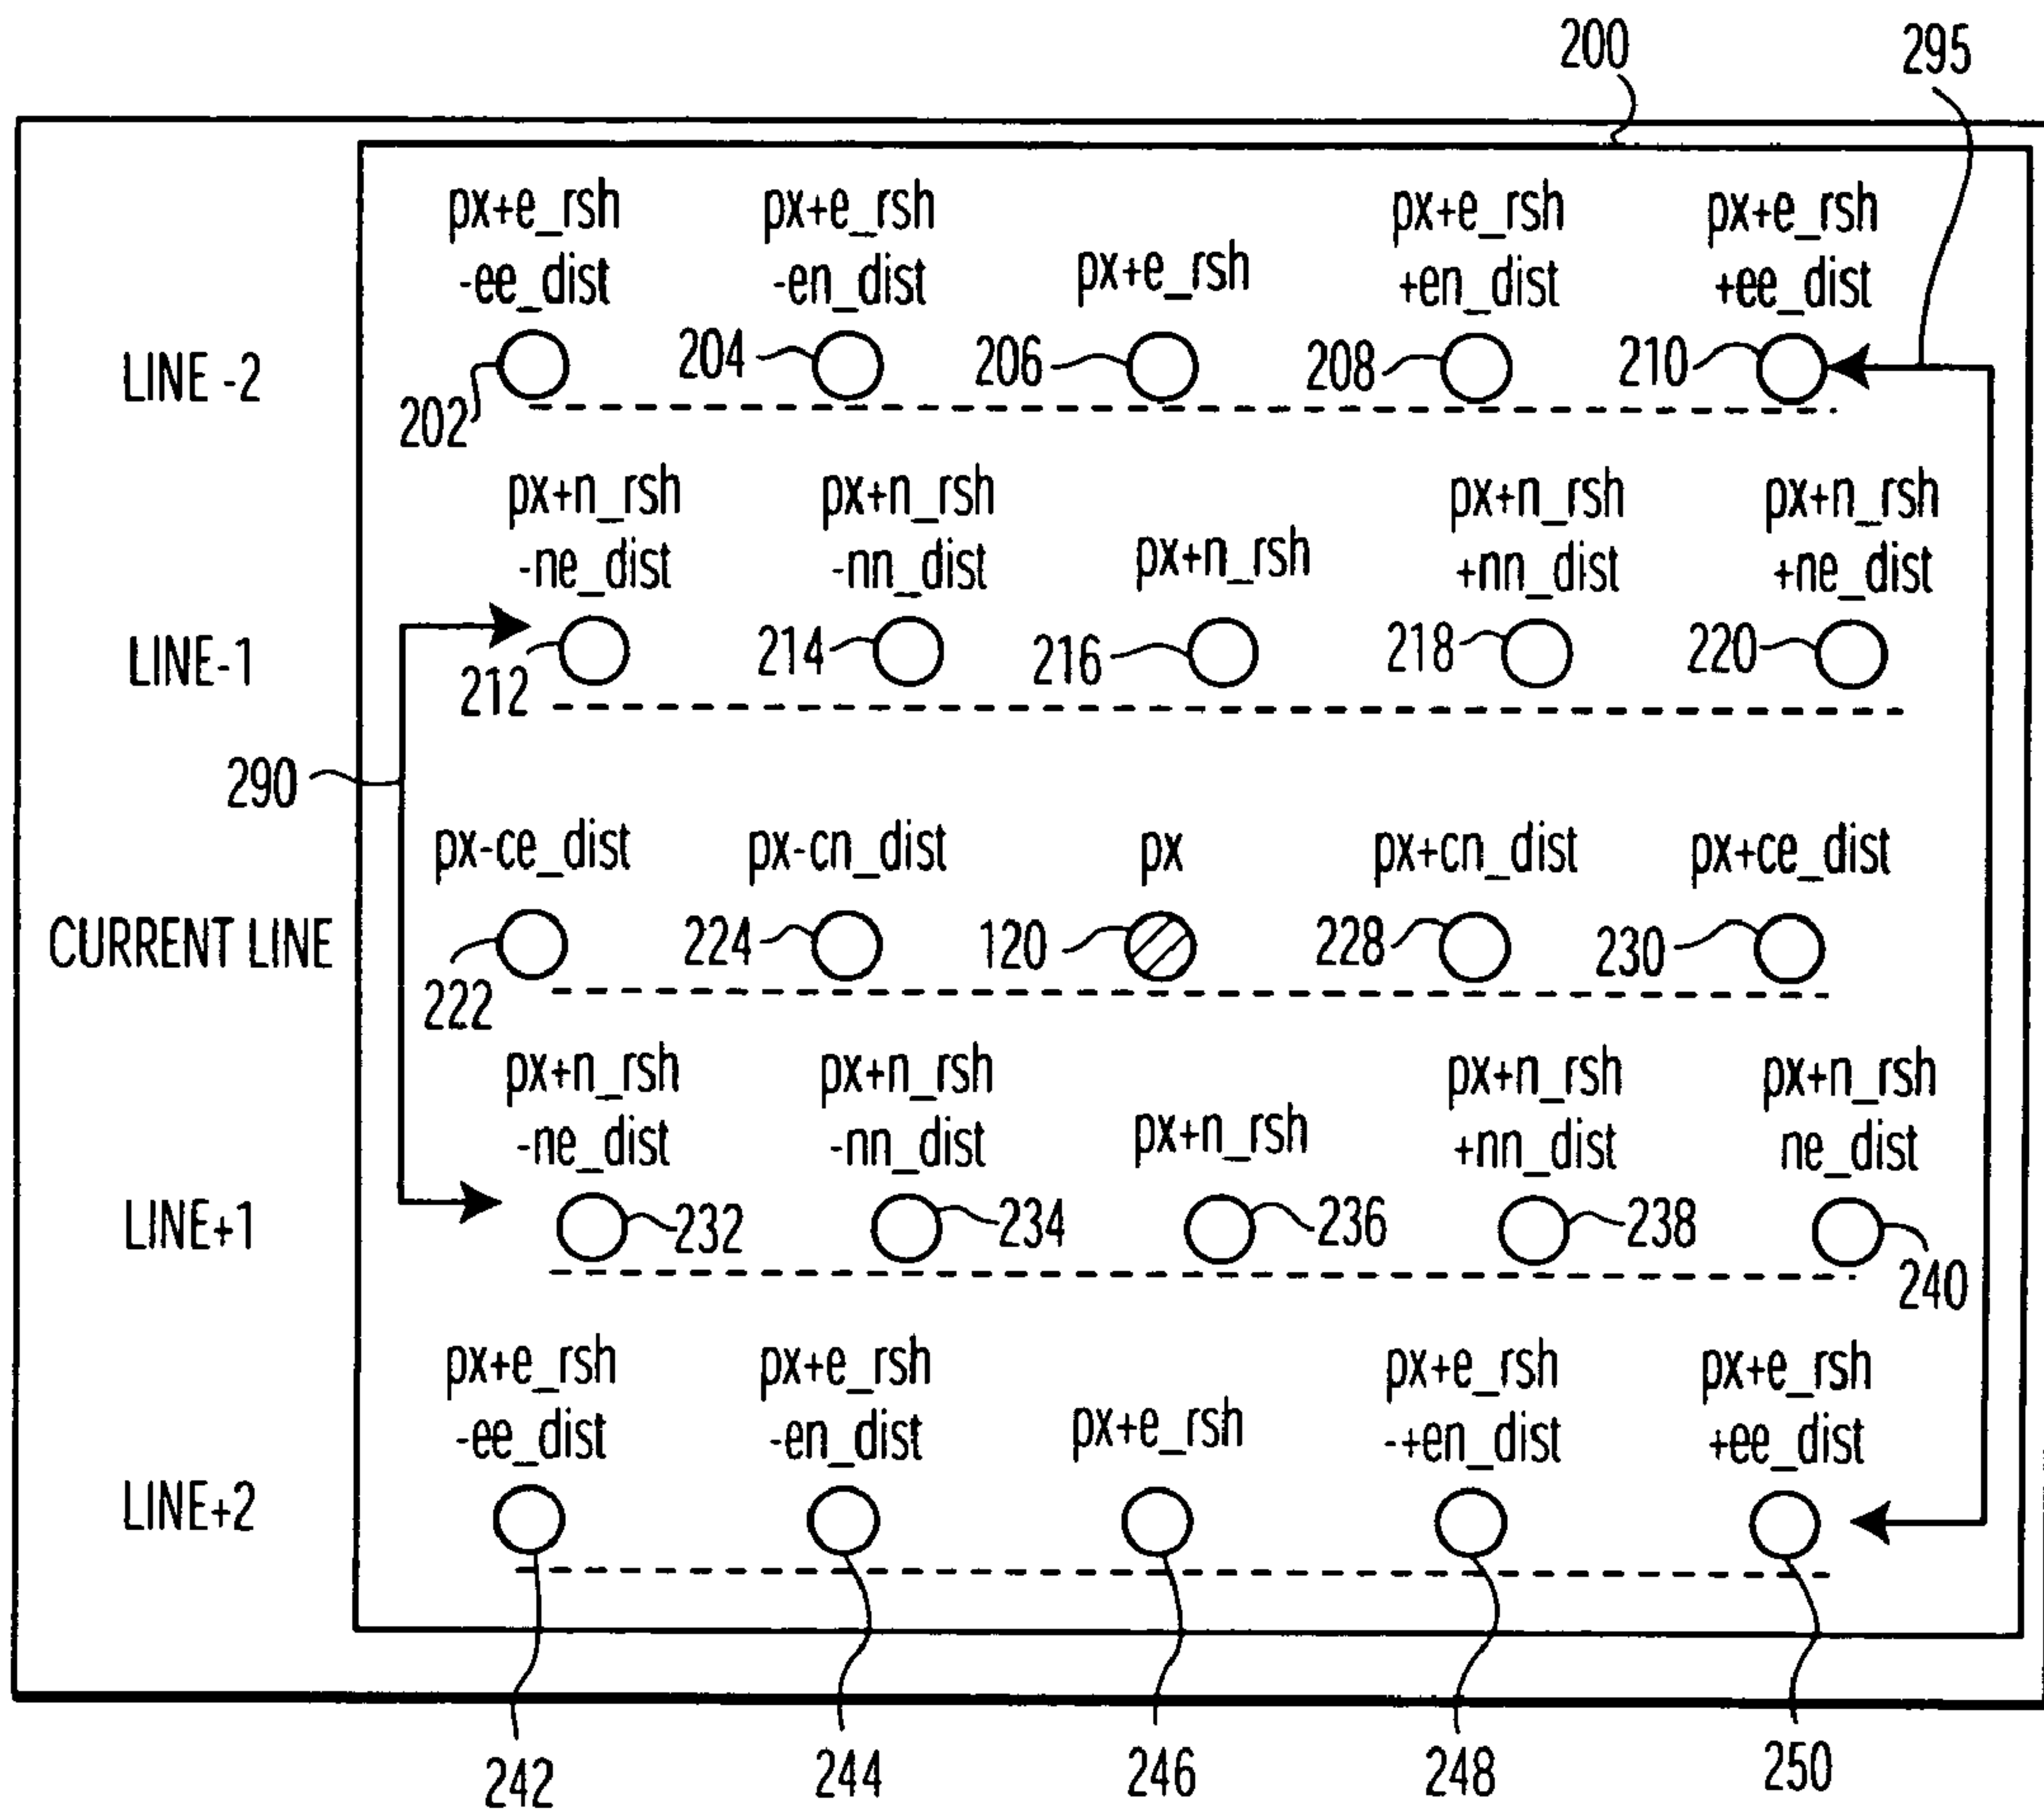 200 295
px+e_rsh px+e_rsh px+e_rsh px+e_rsh
-ee_dist -en_dist px+e_rsh +en_dist +ee_dist
LINE -2 202 204 206 208 210
px+n_rsh px+n_rsh px+n_rsh px+n_rsh
-ne_dist -nn_dist px+n_rsh +nn_dist +ne_dist
LINE-1 212 214 216 218 220
290
px-ce_dist px-cn_dist px px+cn_dist px+ce_dist
CURRENT LINE 222 224 120 228 230
px+n_rsh px+n_rsh px+n_rsh px+n_rsh
-ne_dist -nn_dist px+n_rsh +nn_dist ne_dist
LINE+1 232 234 236 238 240
px+e_rsh px+e_rsh px+e_rsh px+e_rsh
-ee_dist -en_dist px+e_rsh -+en_dist +ee_dist
LINE+2
242 244 246 248 250